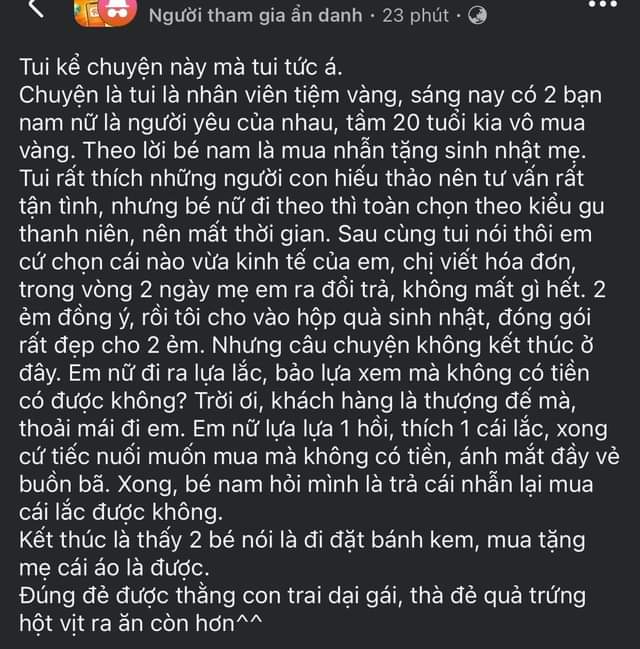 Người tham gia ẩn danh · 23 phút ·
Tui kể chuyện này mà tui tức á.
Chuyện là tui là nhân viên tiệm vàng, sáng nay có 2 bạn
nam nữ là người yêu của nhau, tầm 20 tuổi kia vô mua
vàng. Theo lời bé nam là mua nhẫn tặng sinh nhật mẹ.
Tui rất thích những người con hiếu thảo nên tư vấn rất
tận tình, nhưng bé nữ đi theo thì toàn chọn theo kiểu gu
thanh niên, nên mất thời gian. Sau cùng tui nói thôi em
cứ chọn cái nào vừa kinh tế của em, chị viết hóa đơn,
trong vòng 2 ngày mẹ em ra đổi trả, không mất gì hết. 2
ẻm đồng ý, rồi tôi cho vào hộp quà sinh nhật, đóng gói
rất đẹp cho 2 ẻm. Nhưng câu chuyện không kết thúc ở
đây. Em nữ đi ra lựa lắc, bảo lựa xem mà không có tiền
có được không? Trời ơi, khách hàng là thượng đế mà,
thoải mái đi em. Em nữ lựa lựa 1 hồi, thích 1 cái lắc, xong
cứ tiếc nuối muốn mua mà không có tiền, ánh mắt đầy vẻ
buồn bã. Xong, bé nam hỏi mình là trả cái nhẫn lại mua
cái lắc được không.
Kết thúc là thấy 2 bé nói là đi đặt bánh kem, mua tặng
mẹ cái áo là được.
Đúng đẻ được thằng con trai dại gái, thà đẻ quả trứng
hột vịt ra ăn còn hơn^^